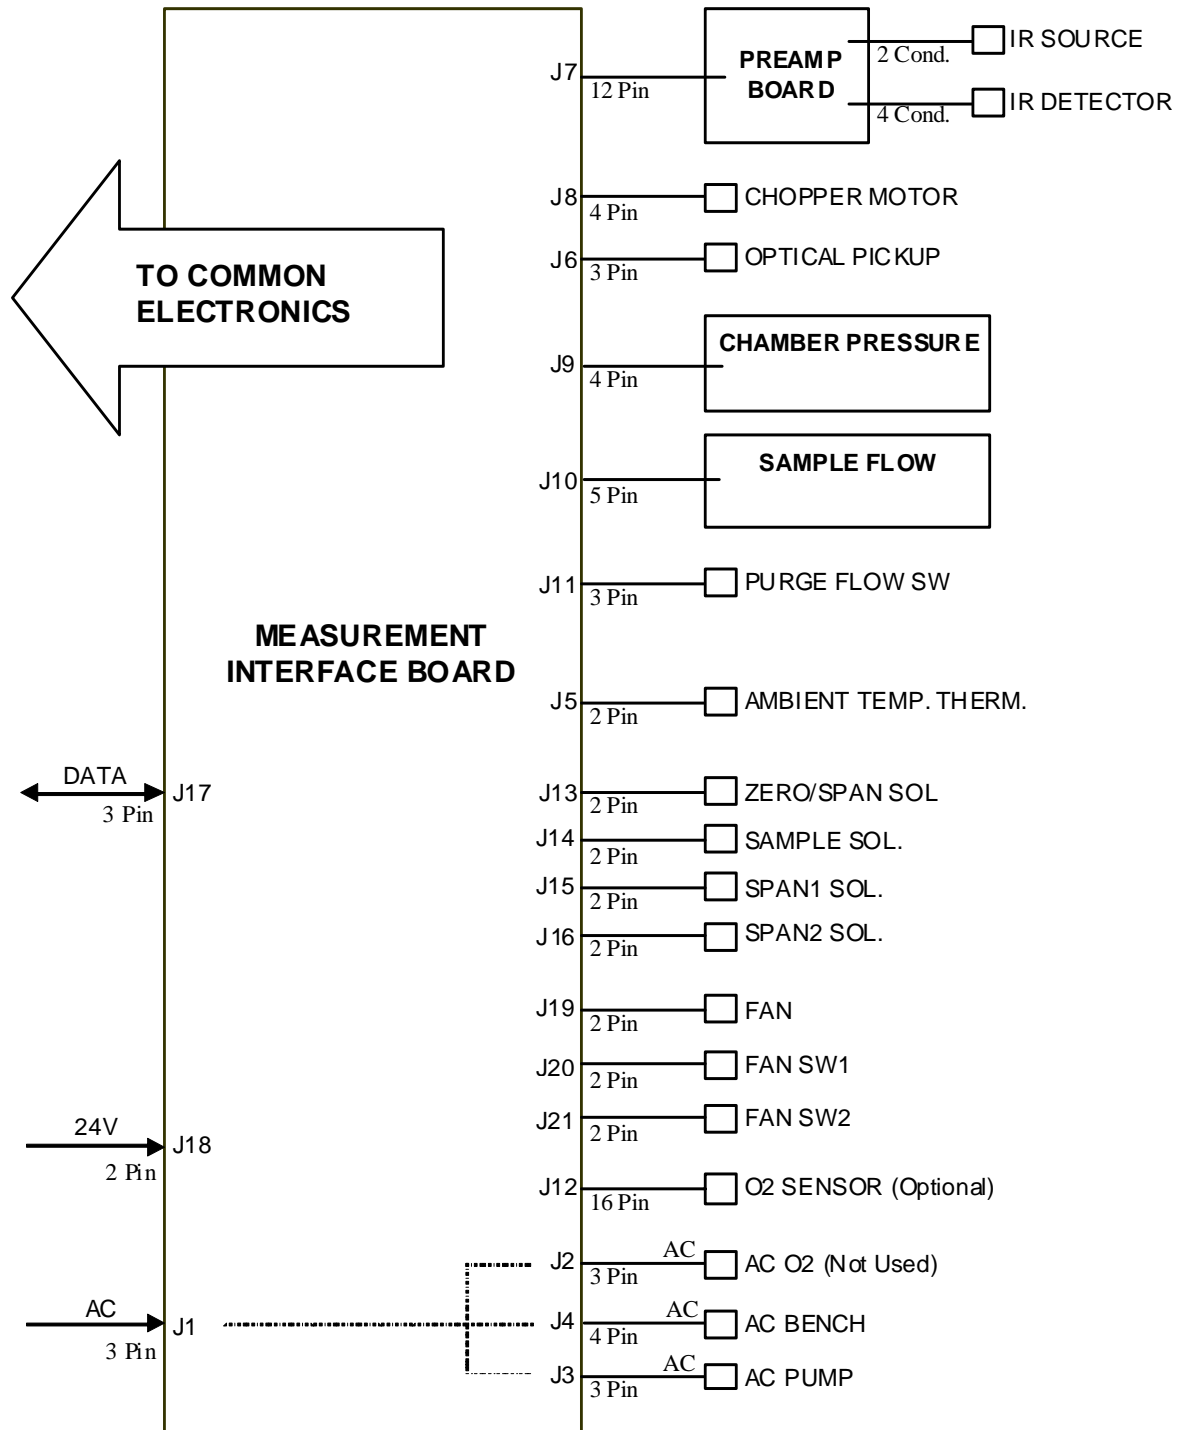 J7
12 Pin
PREAMP
BOARD
2 Cond.
IR SOURCE
4 Cond.
IR DETECTOR
J8
4 Pin
CHOPPER MOTOR
J6
3 Pin
OPTICAL PICKUP
TO COMMON
ELECTRONICS
J9
4 Pin
CHAMBER PRESSURE
J10
5 Pin
SAMPLE FLOW
J11
3 Pin
PURGE FLOW SW
MEASUREMENT
INTERFACE BOARD
J5
2 Pin
AMBIENT TEMP. THERM.
DATA
3 Pin
J17
J13
2 Pin
ZERO/SPAN SOL
J14
2 Pin
SAMPLE SOL.
J15
2 Pin
SPAN1 SOL.
J16
2 Pin
SPAN2 SOL.
J19
2 Pin
FAN
J20
2 Pin
FAN SW1
J21
2 Pin
FAN SW2
24V
2 Pin
J18
J12
16 Pin
O2 SENSOR (Optional)
J2
AC
3 Pin
AC O2 (Not Used)
AC
3 Pin
J1
J4
AC
4 Pin
AC BENCH
J3
AC
3 Pin
AC PUMP